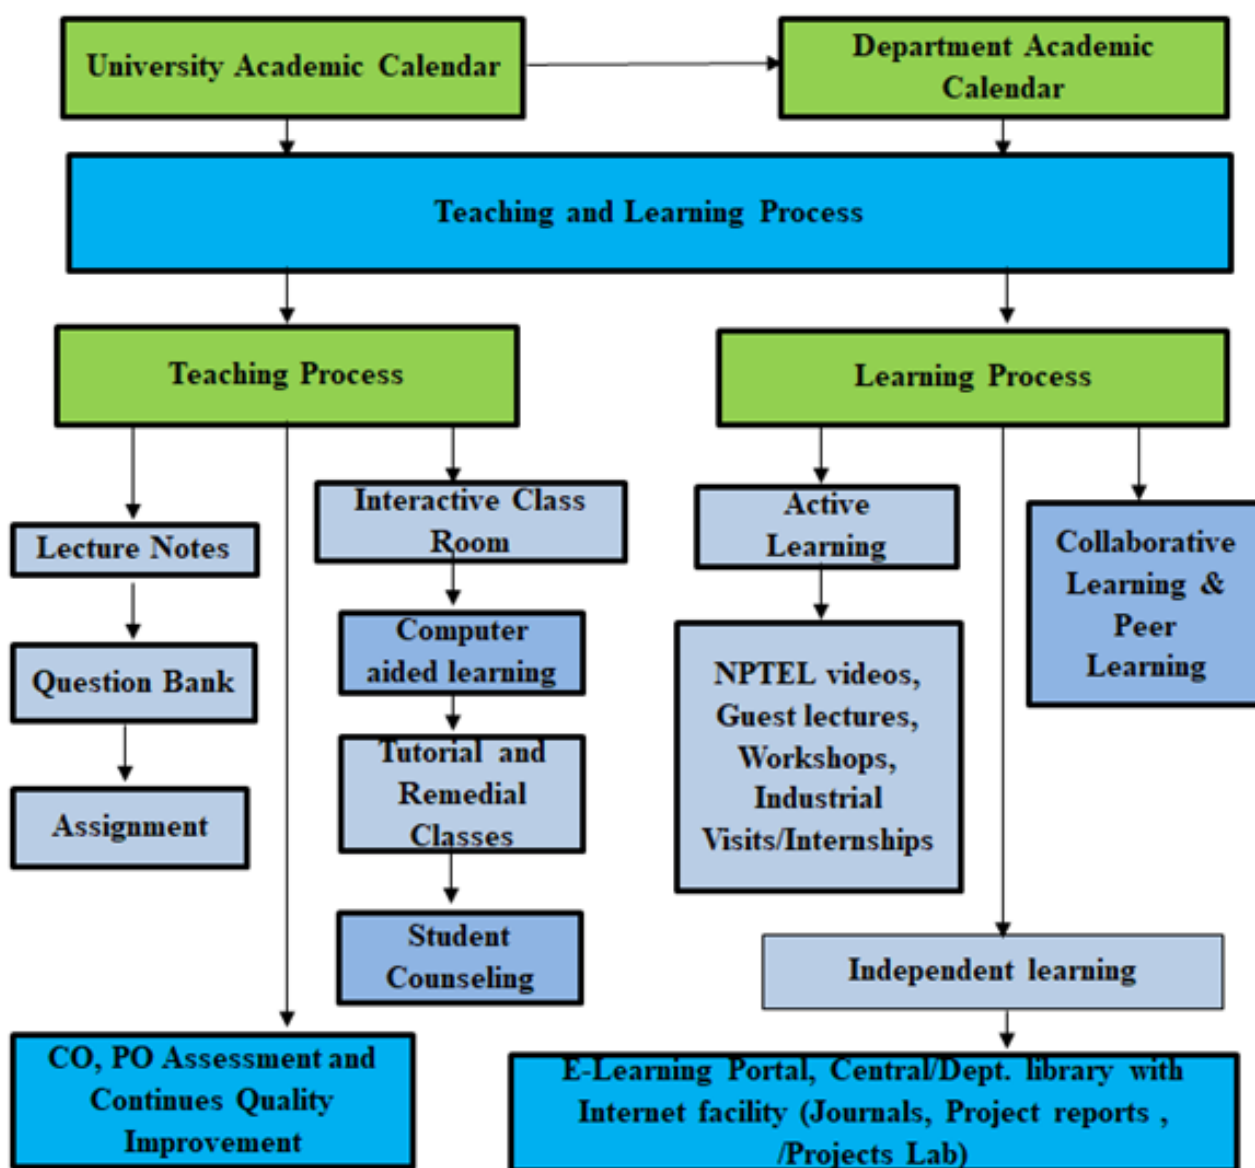 University Academic Calendar
Department Academic
Calendar
Teaching and Learning Process
Teaching Process
Learning Process
Lecture Notes
Question Bank
Assignment
Interactive Class
Room
Computer
aided learning
Tutorial and
Remedial
Classes
Student
Counseling
CO, PO Assessment and
Continues Quality
Improvement
Active
Learning
NPTEL videos,
Guest lectures,
Workshops,
Industrial
Visits/Internships
Collaborative
Learning &
Peer
Learning
Independent learning
E-Learning Portal, Central/Dept. library with
Internet facility (Journals, Project reports ,
/Projects Lab)